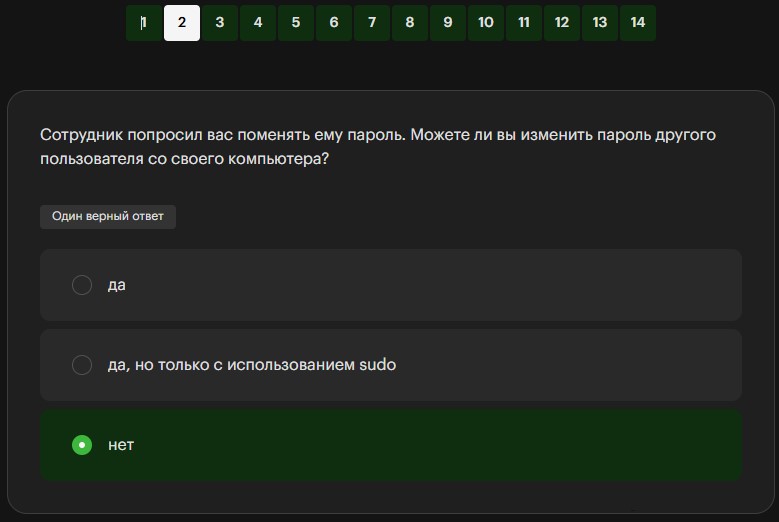 1 2 3 4 5 6 7 8 9 10 11 12 13 14
Сотрудник попросил вас поменять ему пароль. Можете ли вы изменить пароль другого
пользователя со своего компьютера?
Один верный ответ
да
да, но только с использованием sudo
нет